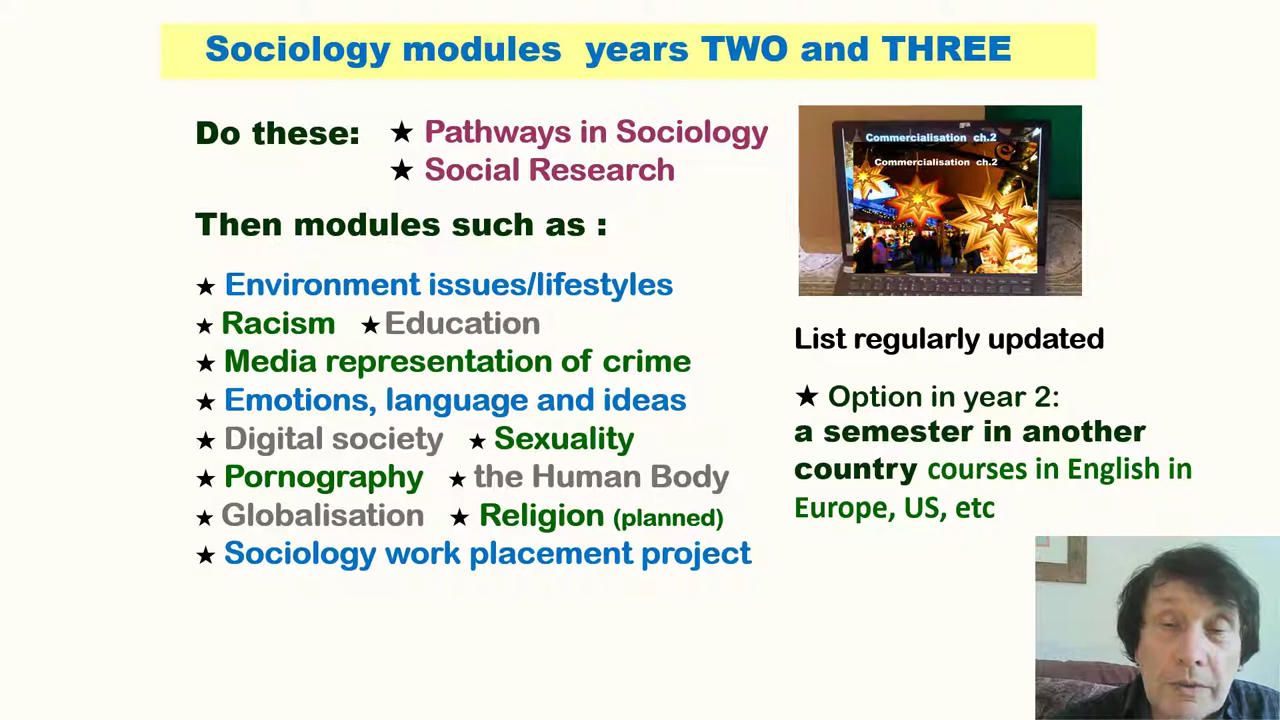 Sociology modules years TWO and THREE
Do these: ★ Pathways in Sociology
★ Social Research
Then modules such as :
★ Environment issues/lifestyles
★ Racism ★ Education
★ Media representation of crime
★ Emotions, language and ideas
★ Digital society ★ Sexuality
★ Pornography ★ the Human Body
★ Globalisation ★ Religion (planned)
★ Sociology work placement project
Commercialisation ch.2
Commercialisation ch.2
List regularly updated
★ Option in year 2:
a semester in another
country courses in English in
Europe, US, etc